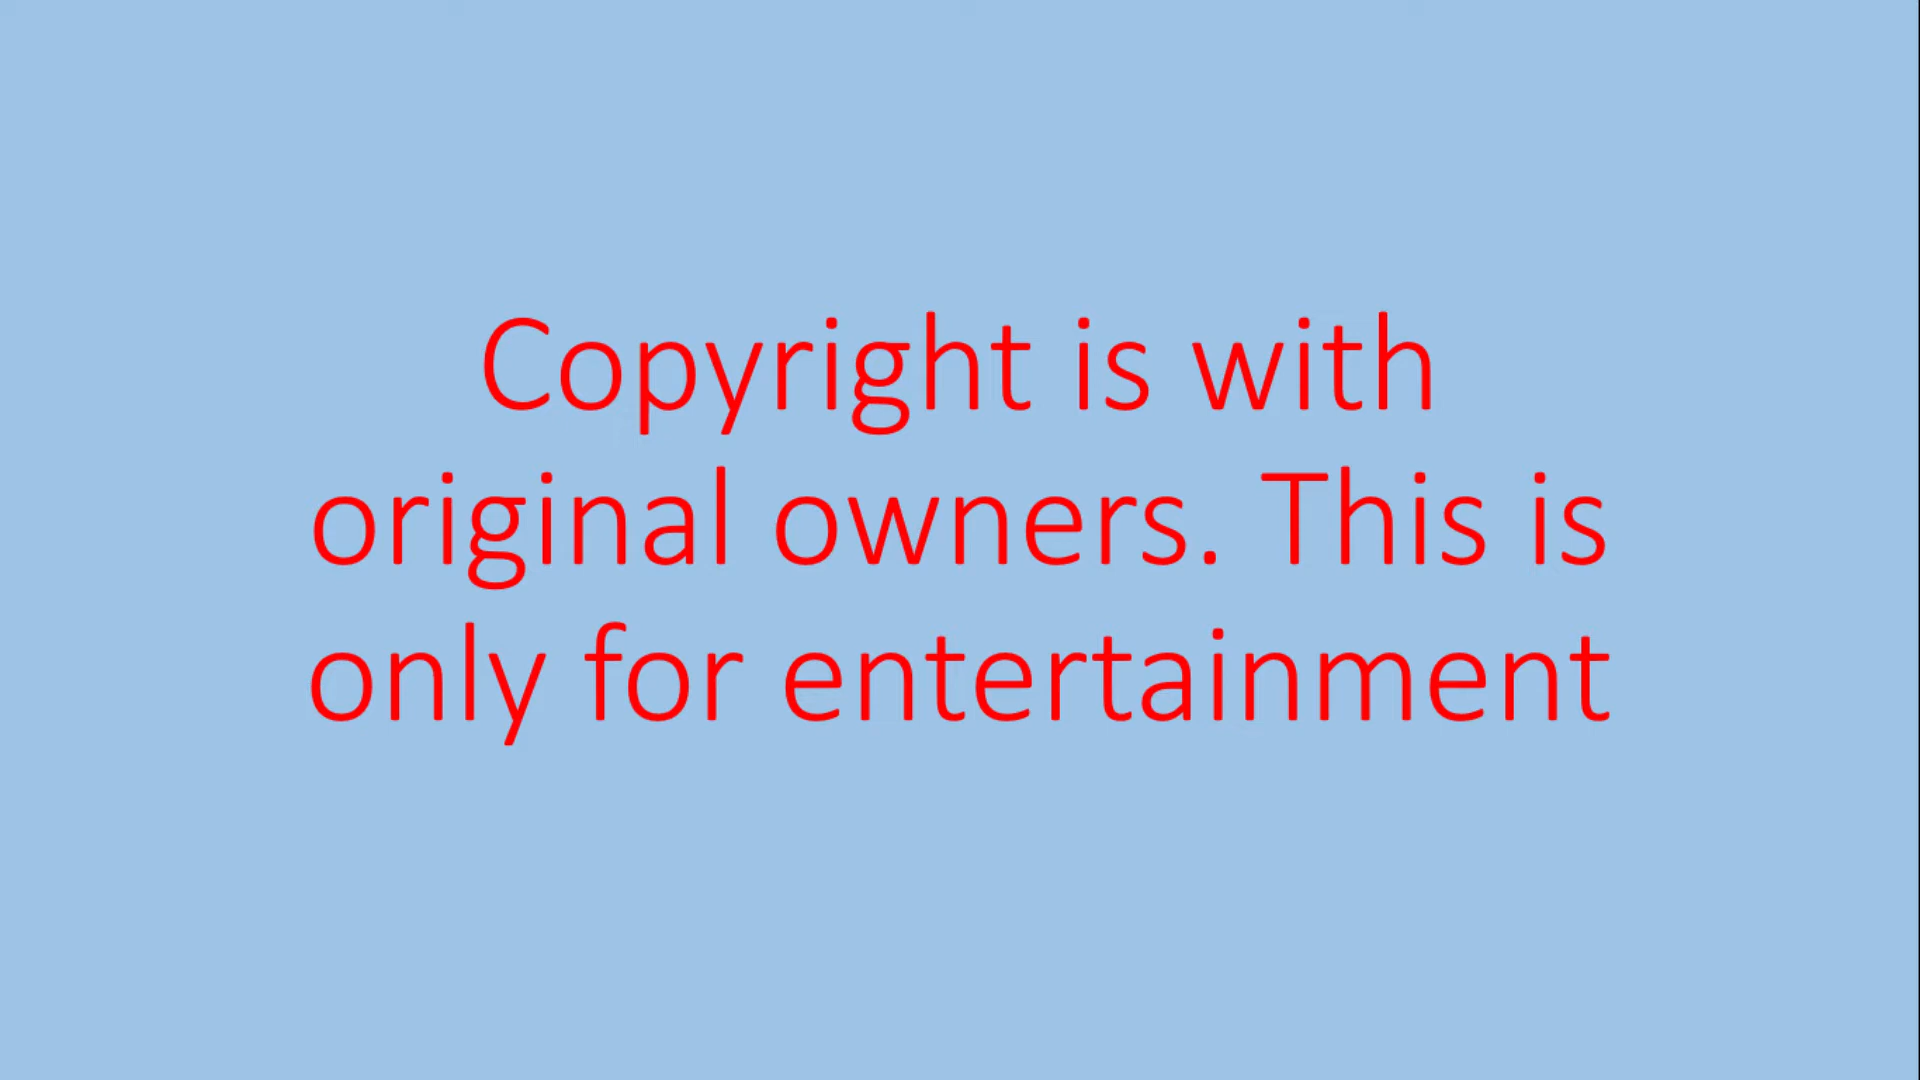 Copyright is with
original owners. This is
only for entertainment